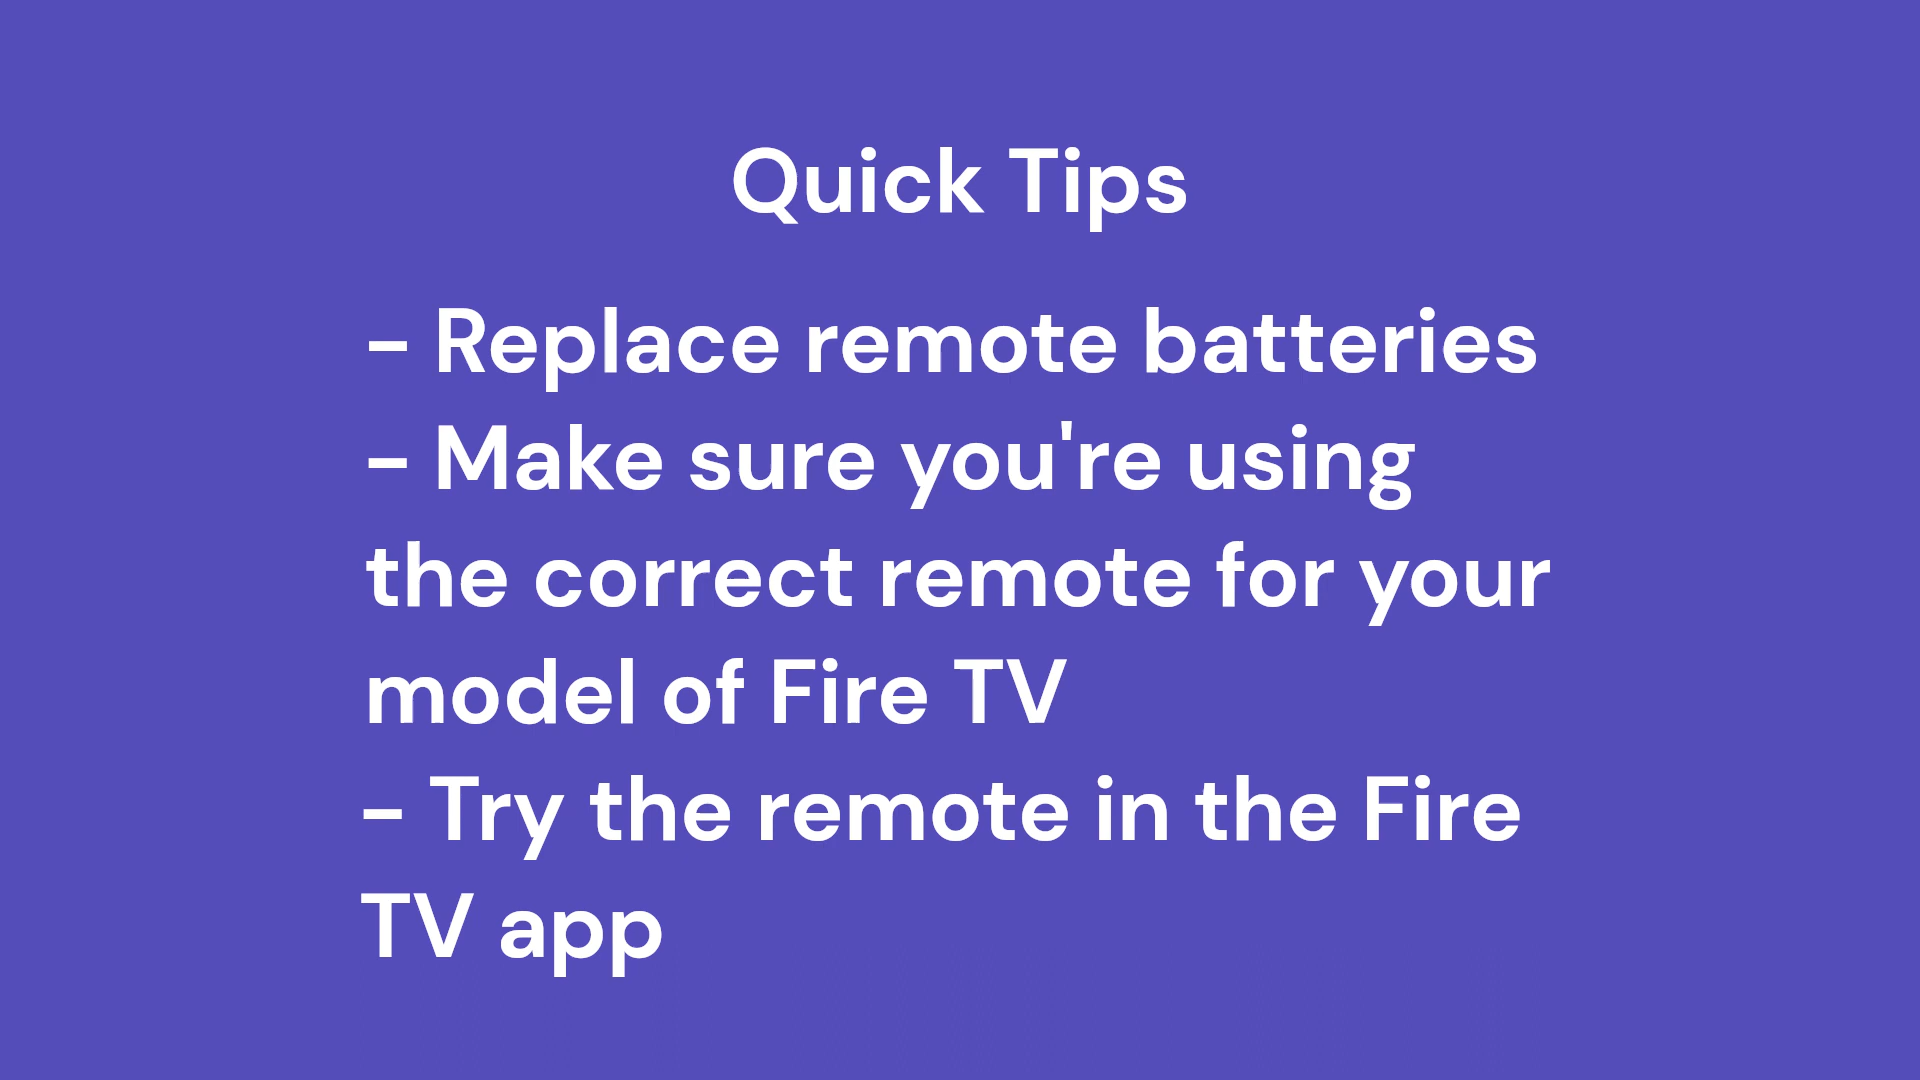 Quick Tips
- Replace remote batteries
- Make sure you're using
the correct remote for your
model of Fire TV
- Try the remote in the Fire
TV app